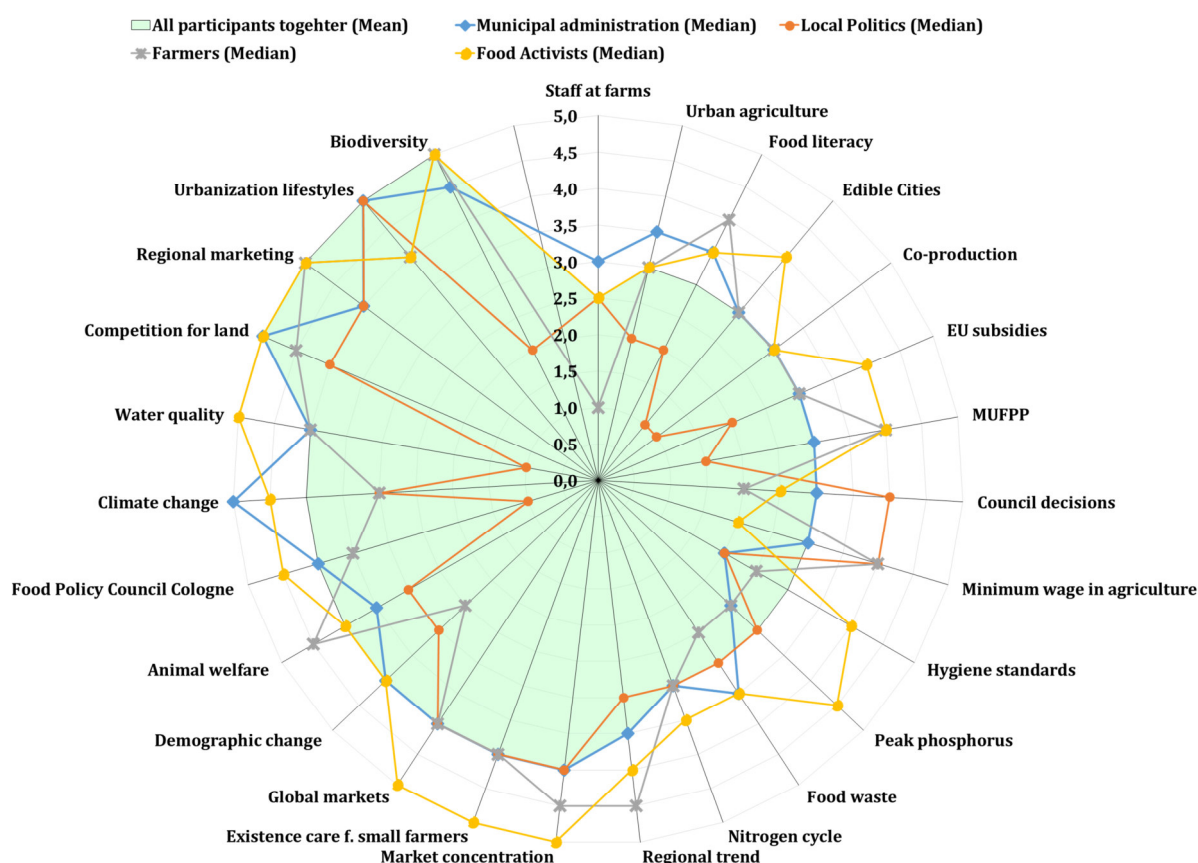 All participants togehter (Mean)
Municipal administration (Median)
Local Politics (Median)
Farmers (Median)
Food Activists (Median)
Staff at farms
Urban agriculture
Food literacy
Edible Cities
Co-production
EU subsidies
MUFPP
Council decisions
Minimum wage in agriculture
Hygiene standards
Peak phosphorus
Food waste
Nitrogen cycle
Regional trend
Market concentration
Existence care f. small farmers
Global markets
Demographic change
Animal welfare
Food Policy Council Cologne
Climate change
Water quality
Competition for land
Regional marketing
Urbanization lifestyles
Biodiversity
5,0
4,5
4,0
3,5
3,0
2,5
2,0
1,5
1,0
0,5
0,0